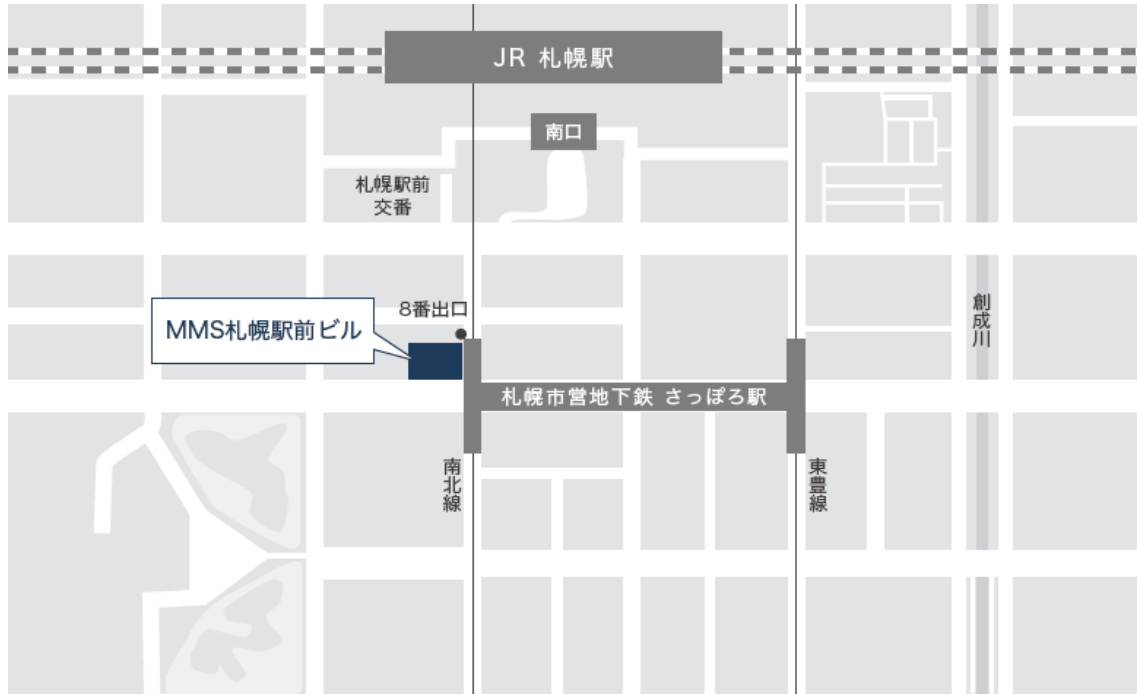 JR 札幌駅
南口
札幌駅前
交番
8番出口
MMS札幌駅前ビル
創成川
札幌市営地下鉄 さっぽろ駅
南北線
東豊線